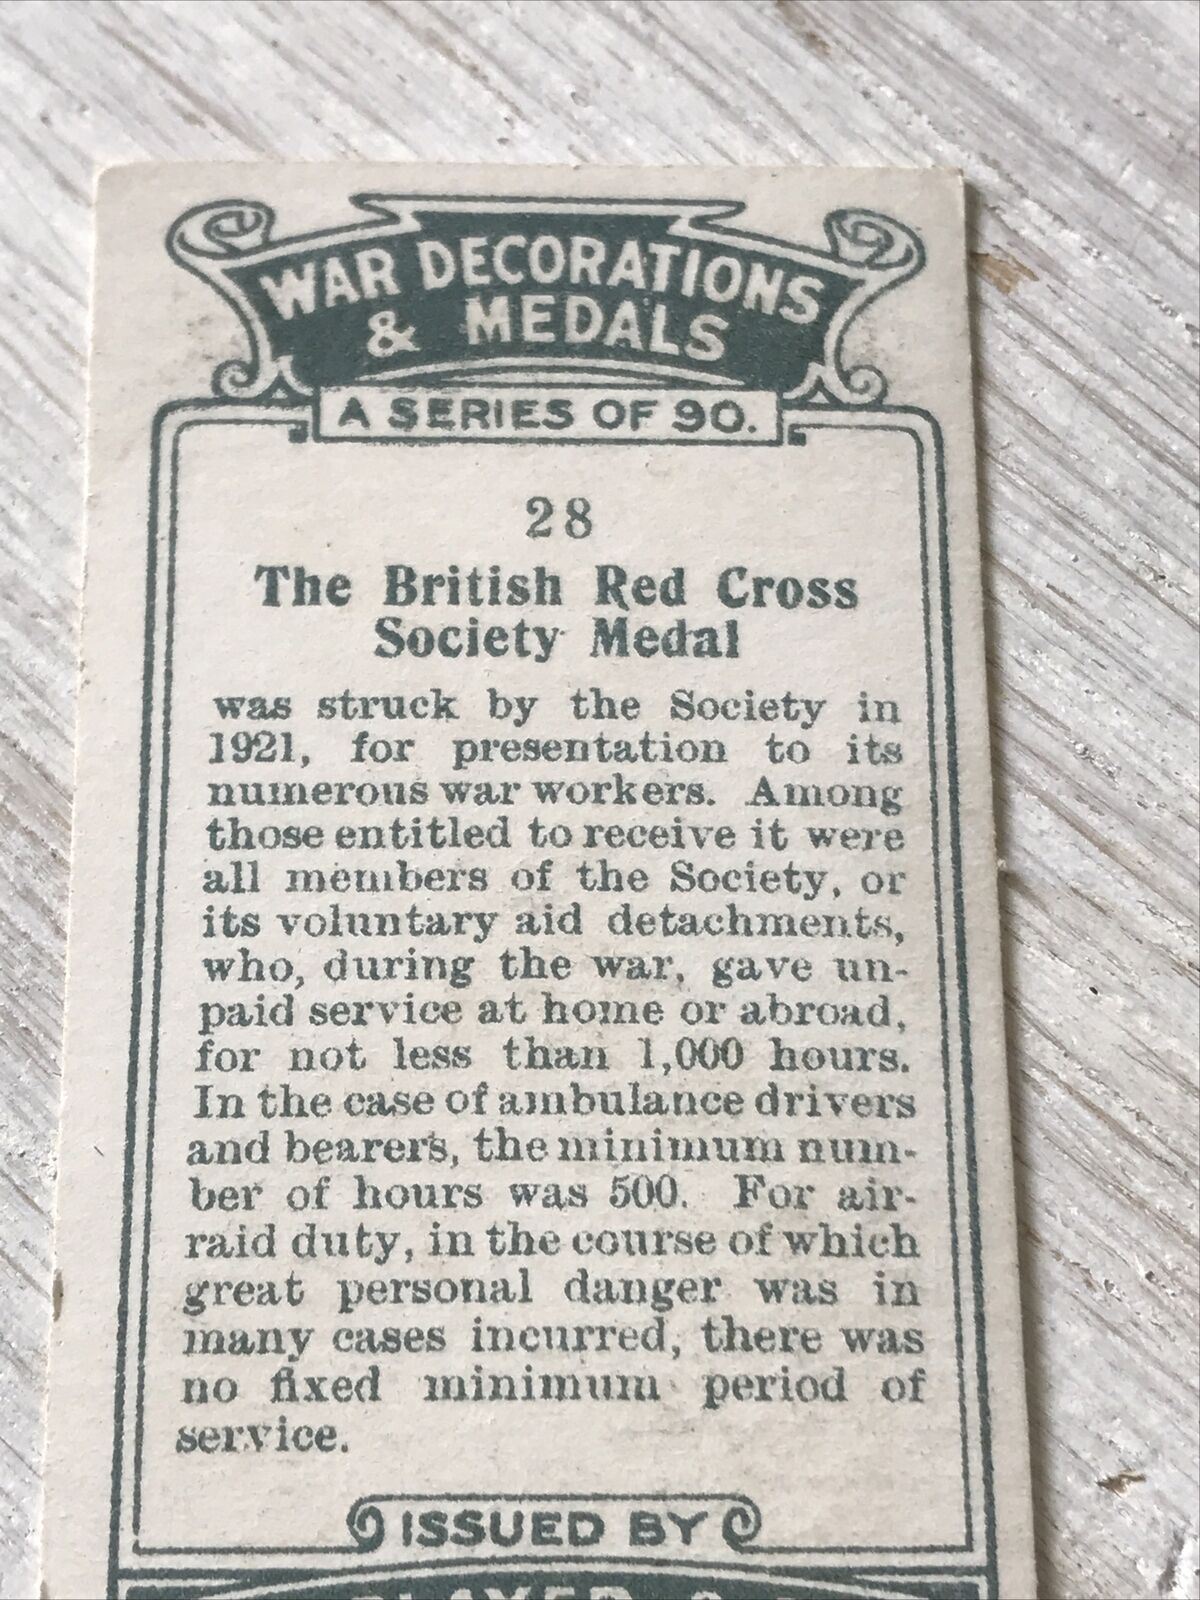 WAR DECORATIONS
& MEDALS
A SERIES OF 90.
28
The British Red Cross
Society Medal
was struck by the Society in
1921, for presentation to its
numerous war workers. Among
those entitled to receive it were
all members of the Society, or
its voluntary aid detachments,
who, during the war, gave un-
paid service at home or abroad,
for not less than 1,000 hours.
In the case of ambulance drivers
and bearers, the minimum num-
ber of hours was 500. For air-
raid duty, in the course of which
great personal danger was in
many cases incurred, there was
no fixed minimum period of
service.
ISSUED BY